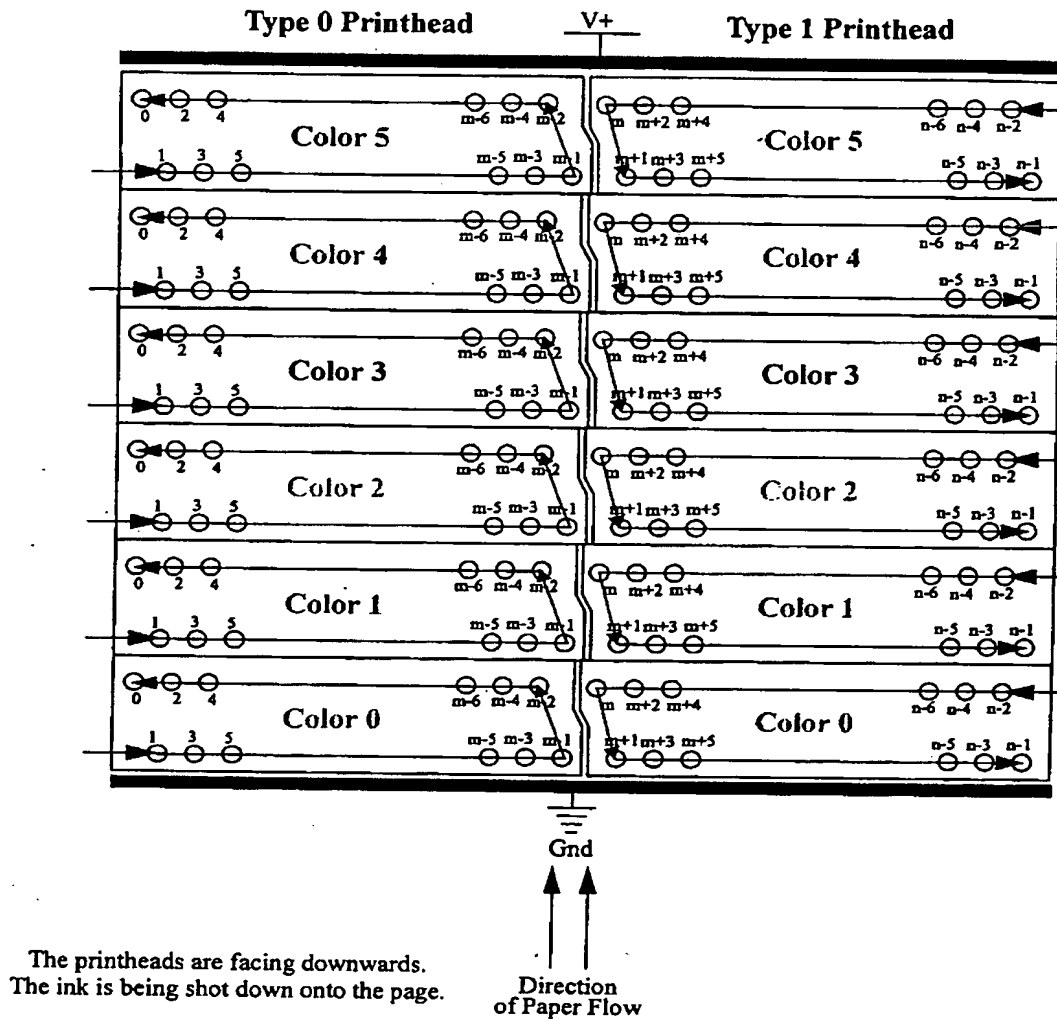 Type 0 Printhead V+ Type 1 Printhead
0 2 4 m-6 m-4 m-2 m m+2 m+4 n-6 n-4 n-2
Color 5 Color 5
1 3 5 m-5 m-3 m-1 m+1 m+3 m+5 n-5 n-3 n-1
0 2 4 m-6 m-4 m-2 m m+2 m+4 n-6 n-4 n-2
Color 4 Color 4
1 3 5 m-5 m-3 m-1 m+1 m+3 m+5 n-5 n-3 n-1
0 2 4 m-6 m-4 m-2 m m+2 m+4 n-6 n-4 n-2
Color 3 Color 3
1 3 5 m-5 m-3 m-1 m+1 m+3 m+5 n-5 n-3 n-1
0 2 4 m-6 m-4 m-2 m m+2 m+4 n-6 n-4 n-2
Color 2 Color 2
1 3 5 m-5 m-3 m-1 m+1 m+3 m+5 n-5 n-3 n-1
0 2 4 m-6 m-4 m-2 m m+2 m+4 n-6 n-4 n-2
Color 1 Color 1
1 3 5 m-5 m-3 m-1 m+1 m+3 m+5 n-5 n-3 n-1
0 2 4 m-6 m-4 m-2 m m+2 m+4 n-6 n-4 n-2
Color 0 Color 0
1 3 5 m-5 m-3 m-1 m+1 m+3 m+5 n-5 n-3 n-1
Gnd
The printheads are facing downwards.
The ink is being shot down onto the page.
Direction
of Paper Flow